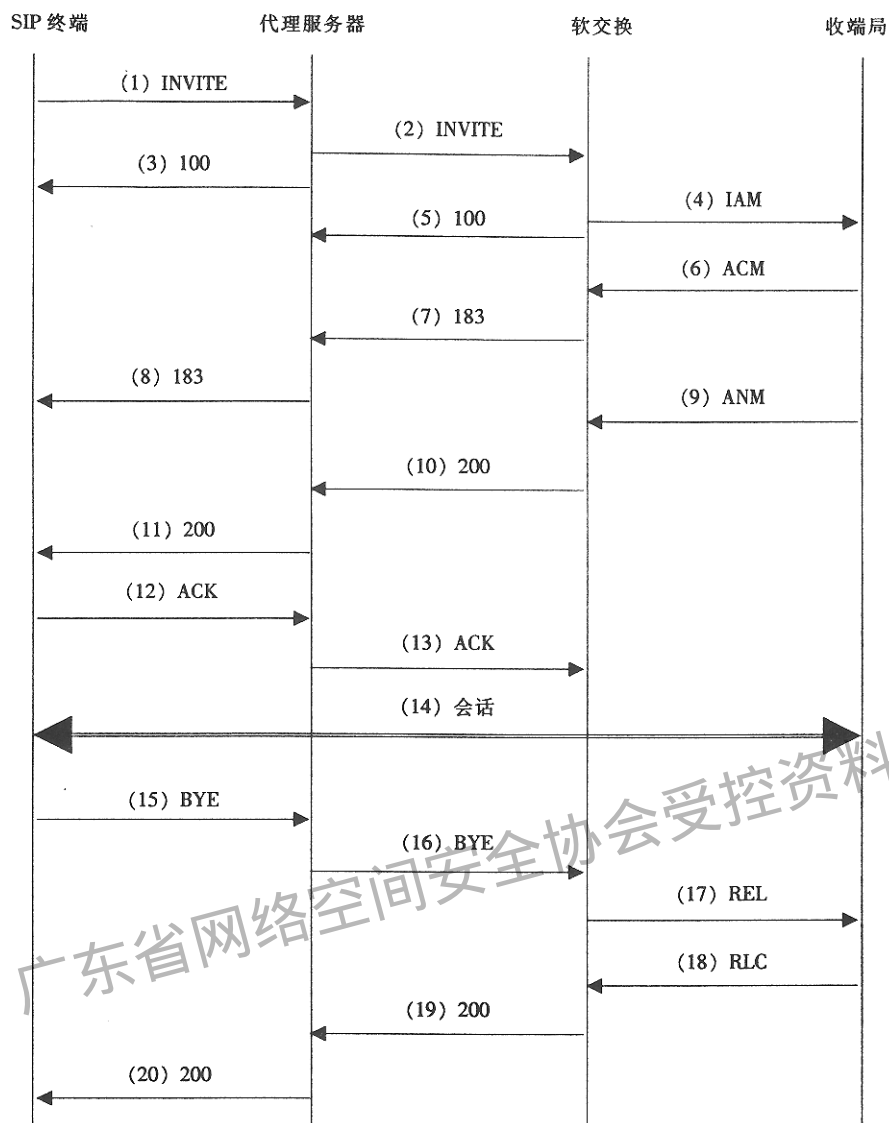 SIP 终端 代理服务器 软交换 收端局
(1) INVITE
(2) INVITE
(3) 100
(4) IAM
(5) 100
(6) ACM
(7) 183
(8) 183
(9) ANM
(10) 200
(11) 200
(12) ACK
(13) ACK
(14) 会话
(15) BYE
(16) BYE
(17) REL
(18) RLC
(19) 200
(20) 200
广东省网络空间安全协会受控资料